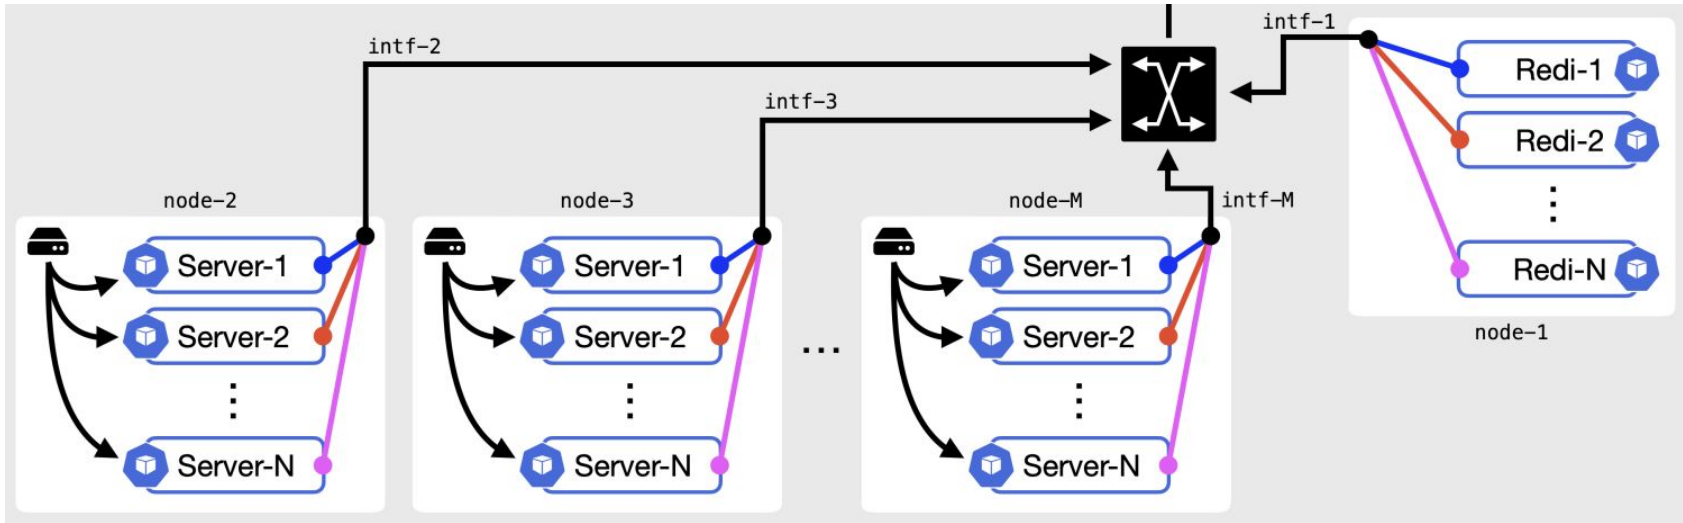 intf-1
intf-2
Redi-1
intf-3
Redi-2
node-2
node-3
node-M
intf-M
Server-1
Server-1
Server-1
Redi-N
Server-2
Server-2
Server-2
node-1
...
Server-N
Server-N
Server-N